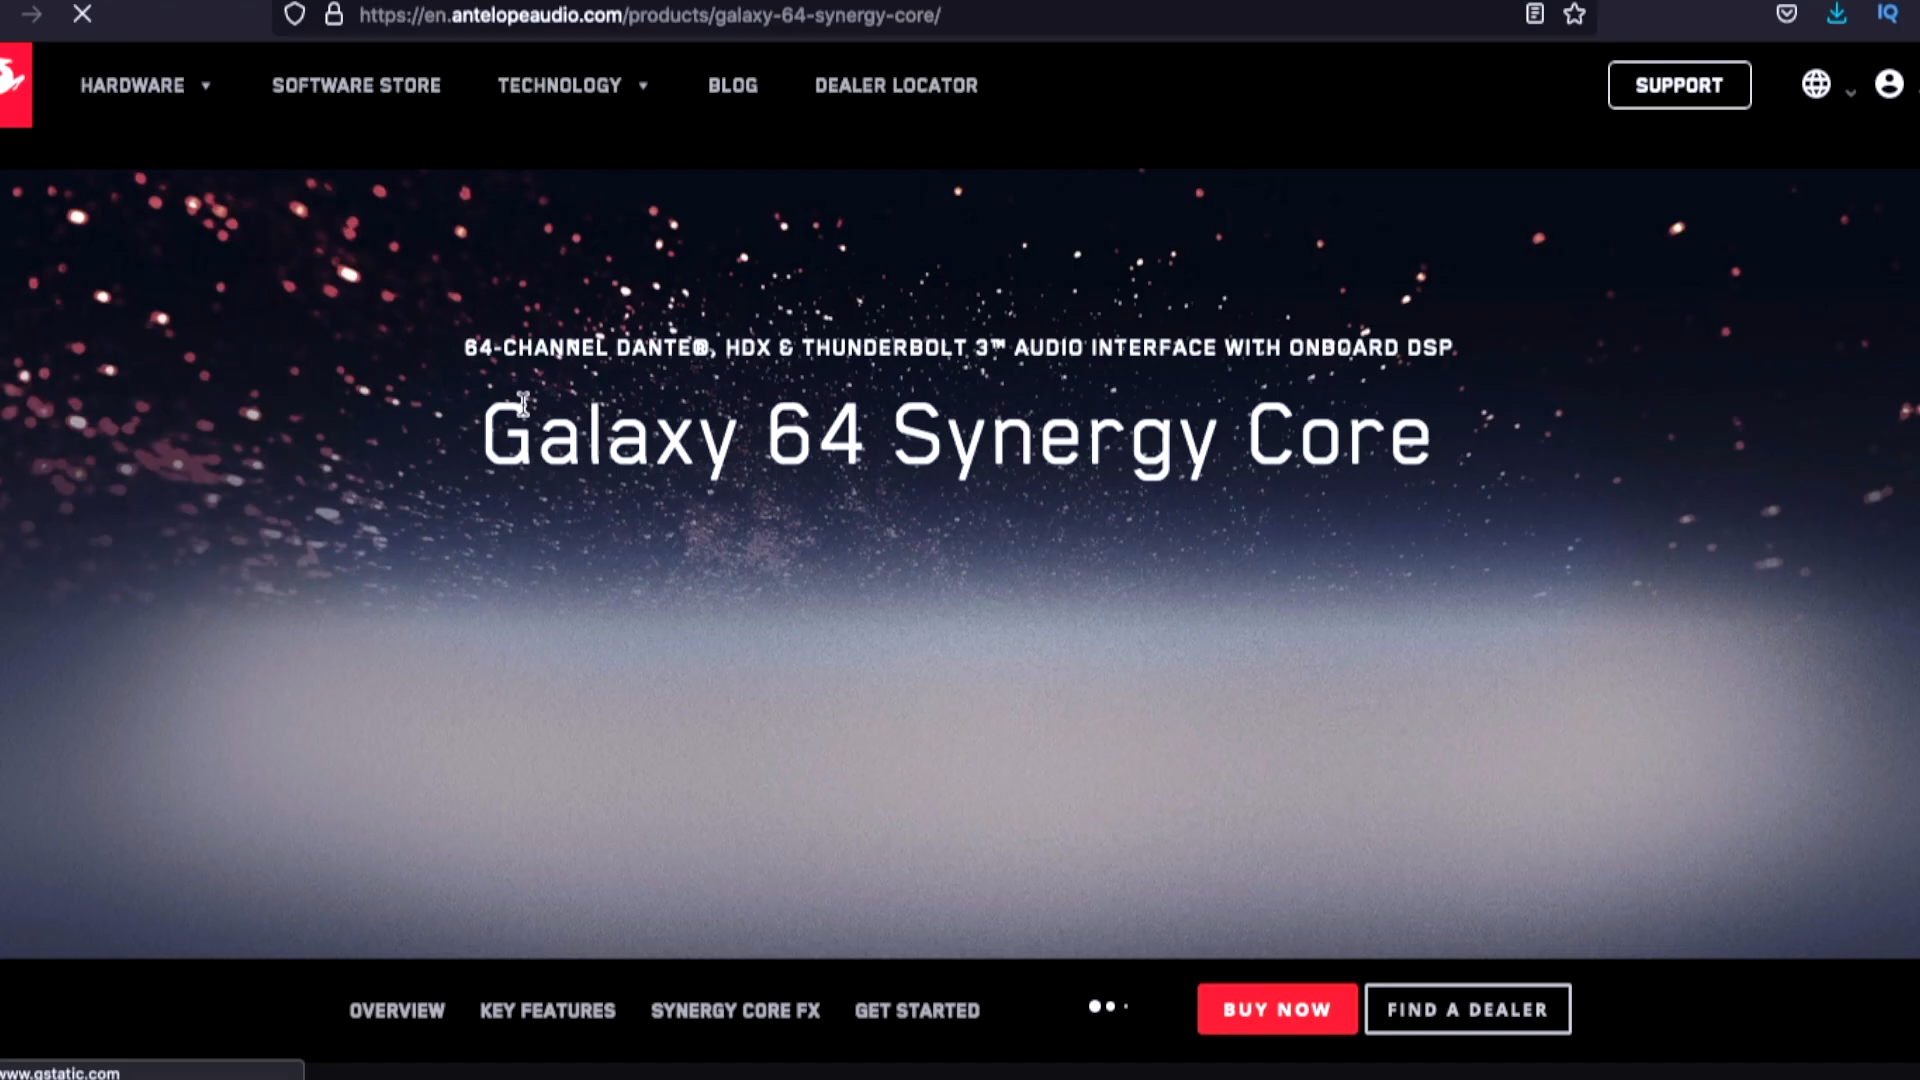 https://en.antelopeaudio.com/products/galaxy-64-synergy-core/
IQ
HARDWARE
SOFTWARE STORE
TECHNOLOGY
BLOG
DEALER LOCATOR
SUPPORT
64-CHANNEL DANTE®, HDX & THUNDERBOLT 3™ AUDIO INTERFACE WITH ONBOARD DSP
Galaxy 64 Synergy Core
OVERVIEW
KEY FEATURES
SYNERGY CORE FX
GET STARTED
BUY NOW
FIND A DEALER
www.gstatic.com